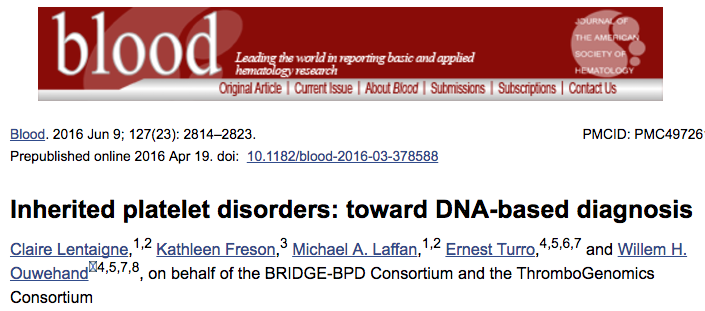 blood
JOURNAL OF
THE AMERICAN
SOCIETY OF
HEMATOLOGY
Leading the world in reporting basic and applied
hematology research
Original Article | Current Issue | About Blood | Submissions | Subscriptions | Contact Us
Blood. 2016 Jun 9; 127(23): 2814–2823.
PMCID: PMC49726
Prepublished online 2016 Apr 19. doi: 10.1182/blood-2016-03-378588
Inherited platelet disorders: toward DNA-based diagnosis
Claire Lentaigne,1,2 Kathleen Freson,3 Michael A. Laffan,1,2 Ernest Turro,4,5,6,7 and Willem H.
Ouwehand4,5,7,8, on behalf of the BRIDGE-BPD Consortium and the ThromboGenomics
Consortium